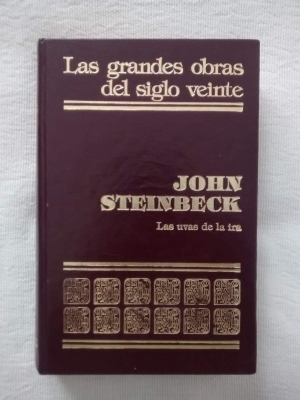 Las grandes obras
del siglo veinte
JOHN
STEINBECK
Las uvas de la ira